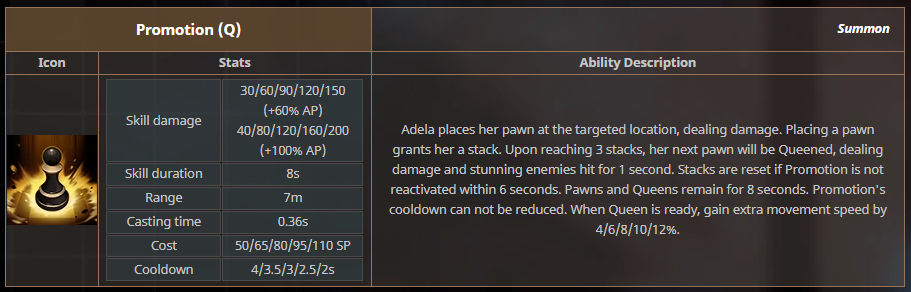 Promotion (Q)
Summon
Icon
Stats
Ability Description
Skill damage
30/60/90/120/150
(+60% AP)
40/80/120/160/200
(+100% AP)
Skill duration
8s
Range
7m
Casting time
0.36s
Cost
50/65/80/95/110 SP
Cooldown
4/3.5/3/2.5/2s
Adela places her pawn at the targeted location, dealing damage. Placing a pawn
grants her a stack. Upon reaching 3 stacks, her next pawn will be Queened, dealing
damage and stunning enemies hit for 1 second. Stacks are reset if Promotion is not
reactivated within 6 seconds. Pawns and Queens remain for 8 seconds. Promotion's
cooldown can not be reduced. When Queen is ready, gain extra movement speed by
4/6/8/10/12%.